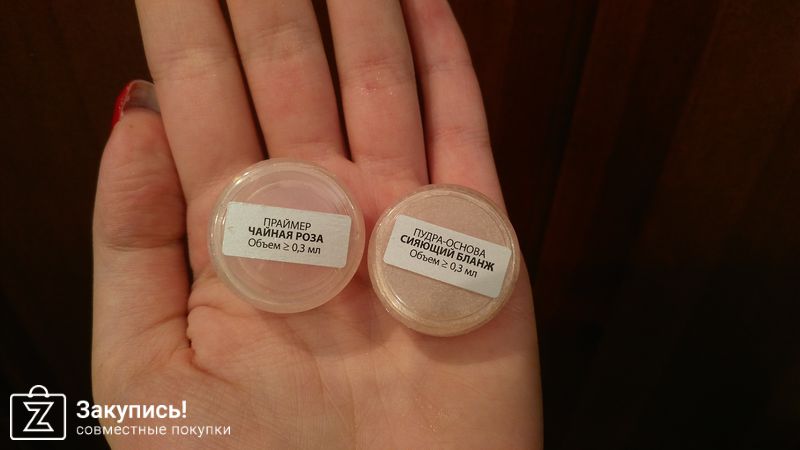 ПРАЙМЕР
ЧАЙНАЯ РОЗА
Объем ≥ 0,3 мл
ПУДРА-ОСНОВА
СИЯЮЩИЙ БЛАНЖ
Объем ≥ 0,3 мл
Закупись!
совместные покупки